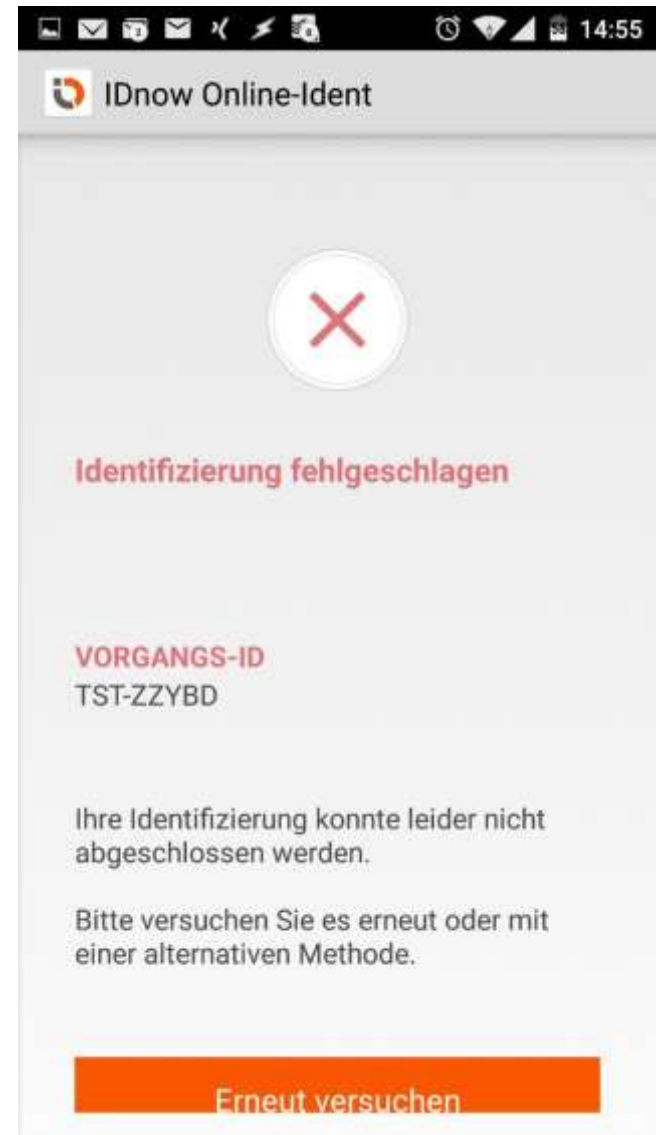 14:55
IDnow Online-Ident
Identifizierung fehlgeschlagen
VORGANGS-ID
TST-ZZYBD
Ihre Identifizierung konnte leider nicht
abgeschlossen werden.
Bitte versuchen Sie es erneut oder mit
einer alternativen Methode.
Erneut versuchen